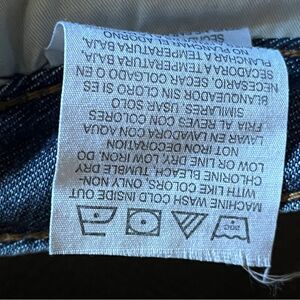 MACHINE WASH COLD INSIDE OUT
WITH LIKE COLORS, ONLY NON-
CHLORINE BLEACH, TUMBLE DRY
LOW OR LINE DRY, LOW IRON, DO
NOT IRON DECORATION
LAVAR EN LAVADORA CON AGUA
FRIA AL REVES CON COLORES
SIMILARES, USAR SOLO
BLANQUEADOR SIN CLORO SI ES
NECESARIO, SECAR COLGADO O EN
SECADORA A TEMPERATURA BAJA,
PLANCHAR A TEMPERATURA BAJA,
NO PLANCHAR ADORNO